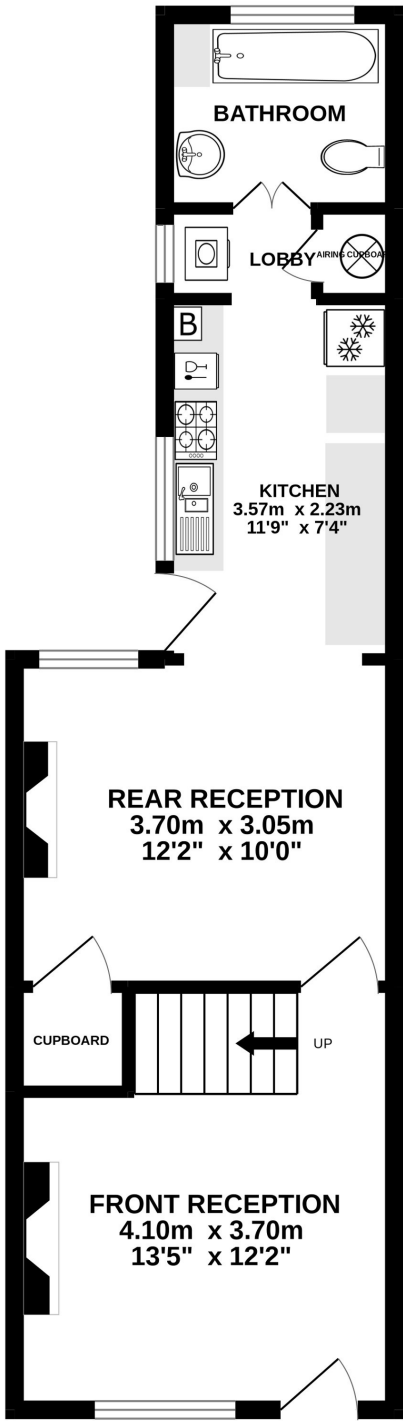 BATHROOM
LOBBY
AIRING CUPBOAR
B
KITCHEN
3.57m x 2.23m
11'9" x 7'4"
REAR RECEPTION
3.70m x 3.05m
12'2" x 10'0"
CUPBOARD
UP
FRONT RECEPTION
4.10m x 3.70m
13'5" x 12'2"